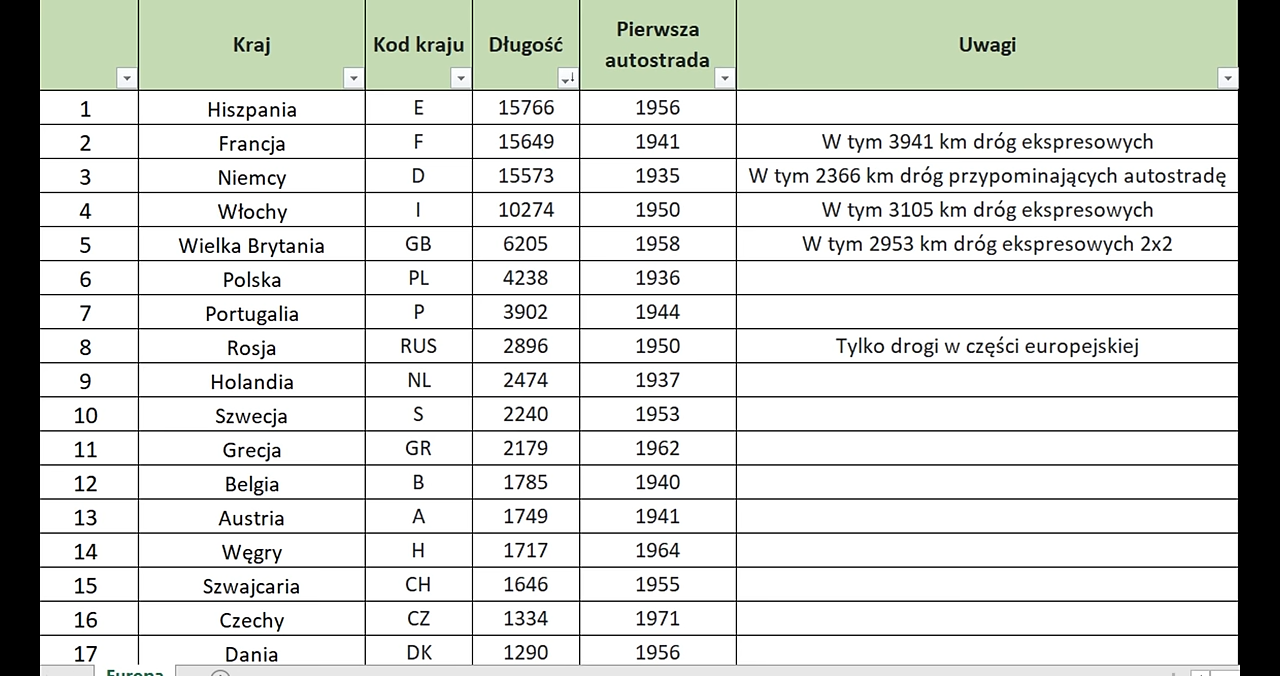 Kraj Kod kraju Długość Pierwsza autostrada Uwagi
1 Hiszpania E 15766 1956
2 Francja F 15649 1941 W tym 3941 km dróg ekspresowych
3 Niemcy D 15573 1935 W tym 2366 km dróg przypominających autostradę
4 Włochy I 10274 1950 W tym 3105 km dróg ekspresowych
5 Wielka Brytania GB 6205 1958 W tym 2953 km dróg ekspresowych 2x2
6 Polska PL 4238 1936
7 Portugalia P 3902 1944
8 Rosja RUS 2896 1950 Tylko drogi w części europejskiej
9 Holandia NL 2474 1937
10 Szwecja S 2240 1953
11 Grecja GR 2179 1962
12 Belgia B 1785 1940
13 Austria A 1749 1941
14 Węgry H 1717 1964
15 Szwajcaria CH 1646 1955
16 Czechy CZ 1334 1971
17 Dania DK 1290 1956
Europa